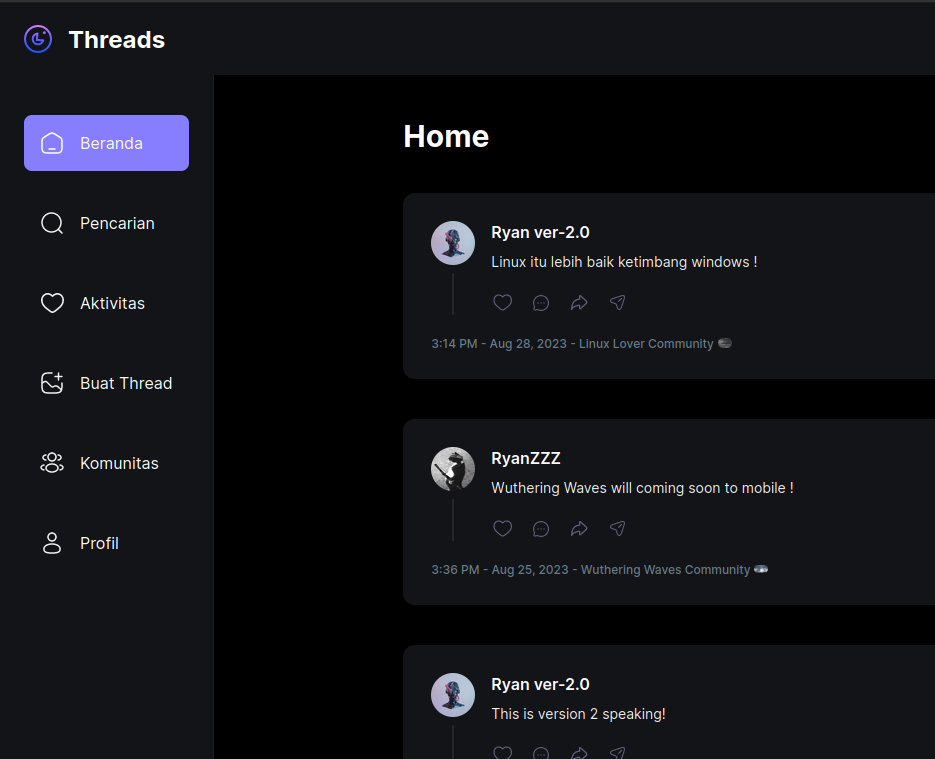 Threads
Beranda
Pencarian
Aktivitas
Buat Thread
Komunitas
Profil
Home
Ryan ver-2.0
Linux itu lebih baik ketimbang windows !
3:14 PM - Aug 28, 2023 - Linux Lover Community
RyanZZZ
Wuthering Waves will coming soon to mobile !
3:36 PM - Aug 25, 2023 - Wuthering Waves Community
Ryan ver-2.0
This is version 2 speaking!